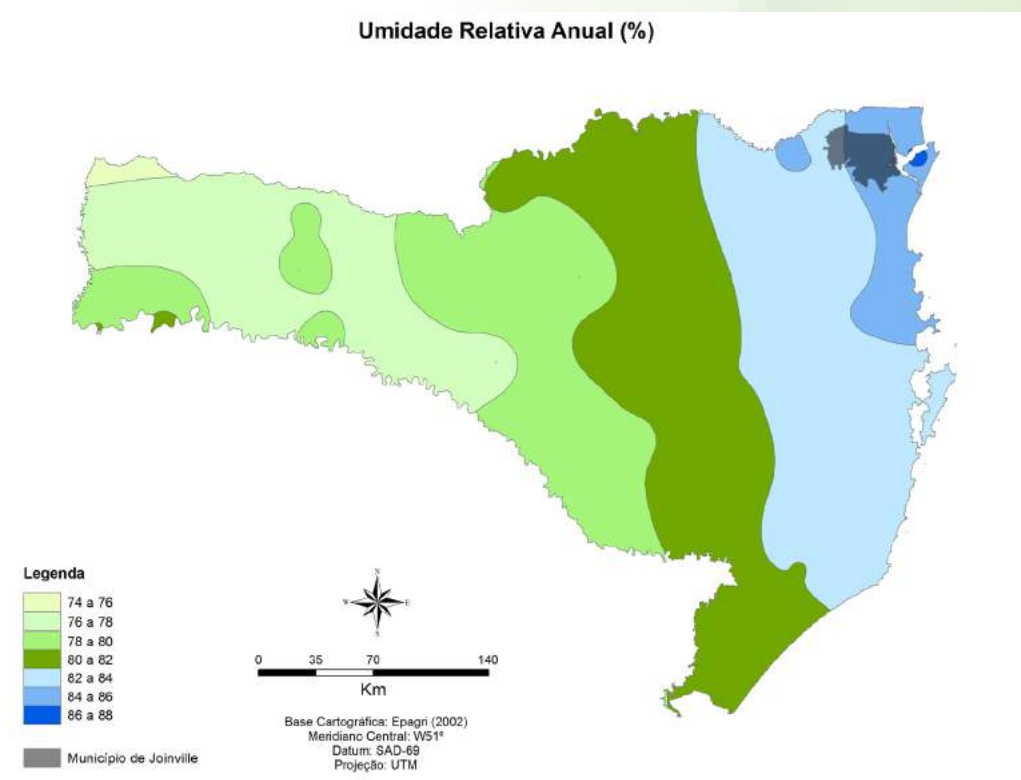 Umidade Relativa Anual (%)
Legenda
74 a 76
76 a 78
78 a 80
80 a 82
82 a 84
84 a 86
86 a 88
Município de Joinville
N
W
E
S
0 35 70 140
Km
Base Cartográfica: Epagri (2002)
Meridiano Central: W51º
Datum: SAD-69
Projeção: UTM